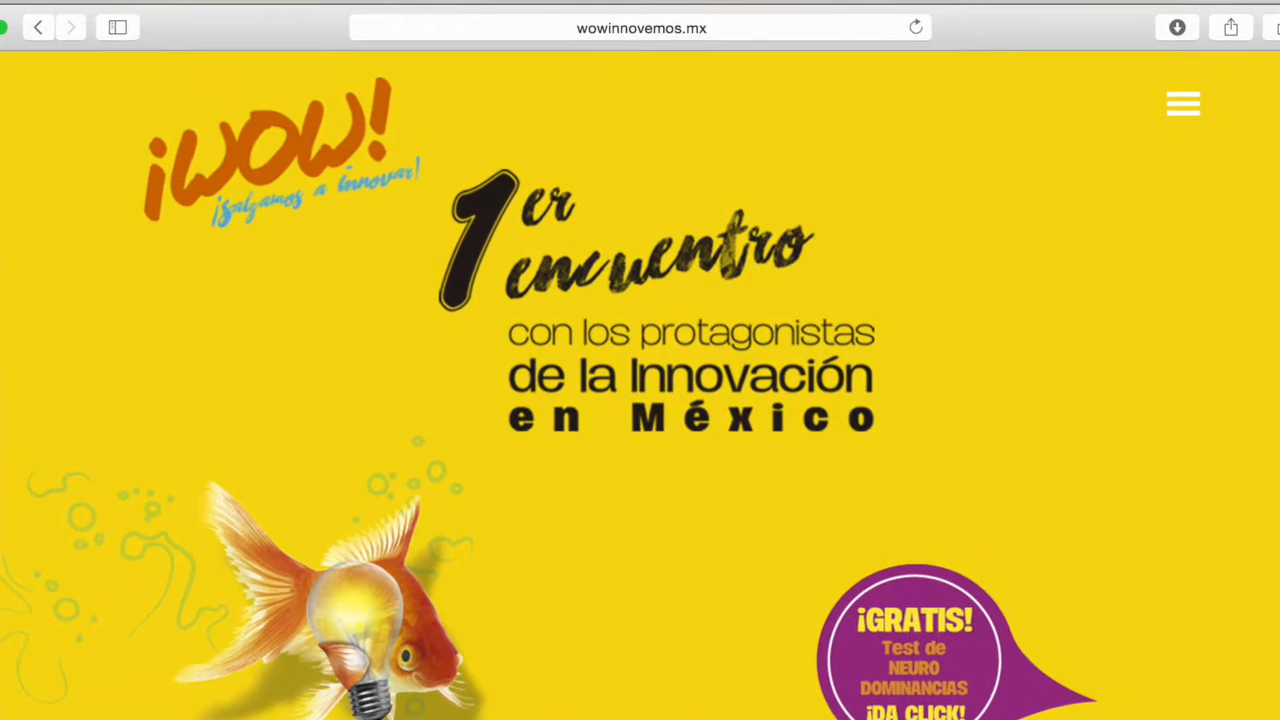 wowinnovemos.mx
¡WOW!
¡salgamos a innovar!
1er
encuentro
con los protagonistas
de la Innovación
en México
¡GRATIS!
Test de
NEURO
DOMINANCIAS
¡DA CLICK!